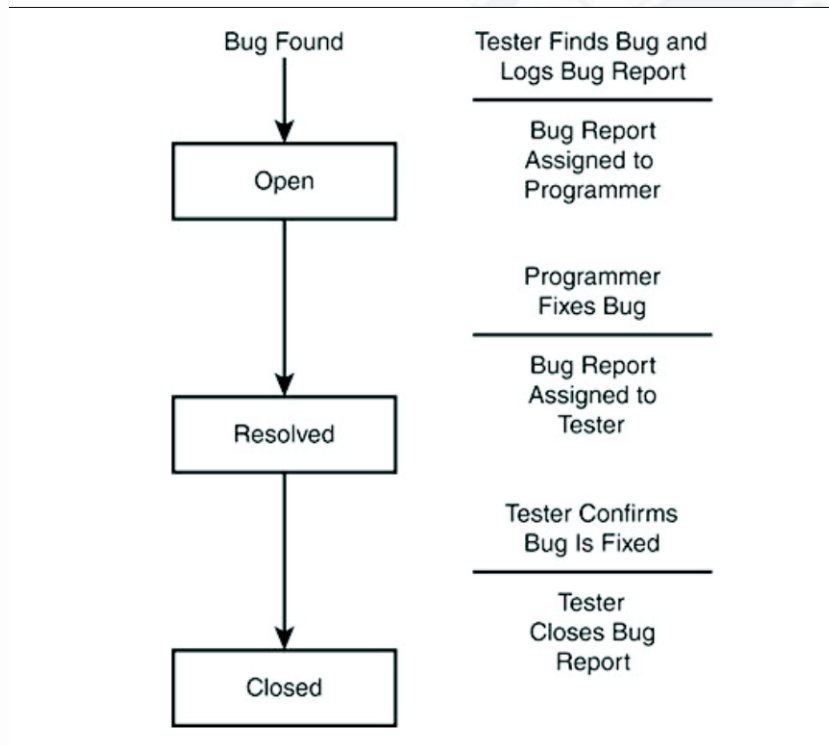 Bug Found
Tester Finds Bug and
Logs Bug Report
Open
Bug Report
Assigned to
Programmer
Programmer
Fixes Bug
Resolved
Bug Report
Assigned to
Tester
Tester Confirms
Bug Is Fixed
Closed
Tester
Closes Bug
Report